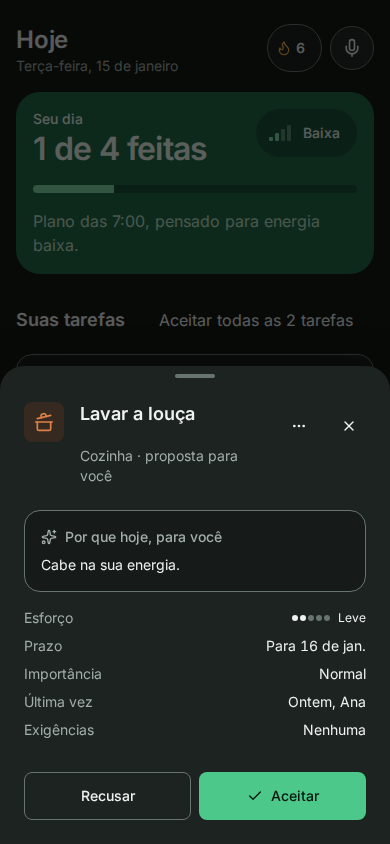 Hoje
Terça-feira, 15 de janeiro
6
Seu dia
1 de 4 feitas
Baixa
Plano das 7:00, pensado para energia
baixa.
Suas tarefas
Aceitar todas as 2 tarefas
Lavar a louça
Cozinha · proposta para
você
Por que hoje, para você
Cabe na sua energia.
Esforço
Leve
Prazo
Para 16 de jan.
Importância
Normal
Última vez
Ontem, Ana
Exigências
Nenhuma
Recusar
Aceitar